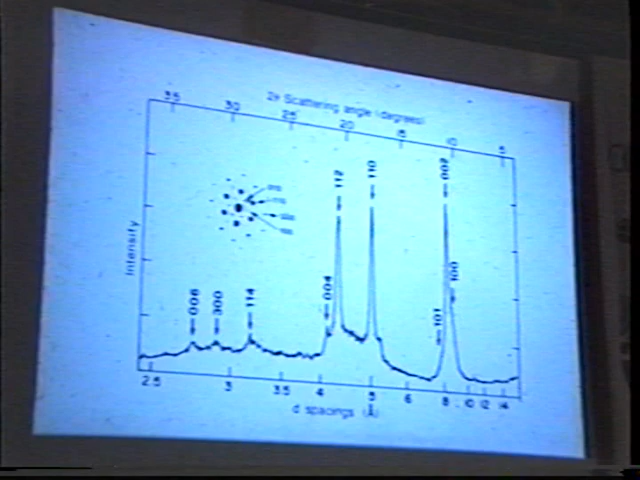 2θ Scattering angle (degrees)
35 30 25 20 15 10 5
Intensity
006
300
114
004
112
110
002
100
101
2.5 3 3.5 4 5 6 8 10 12 14
d spacings (Å)